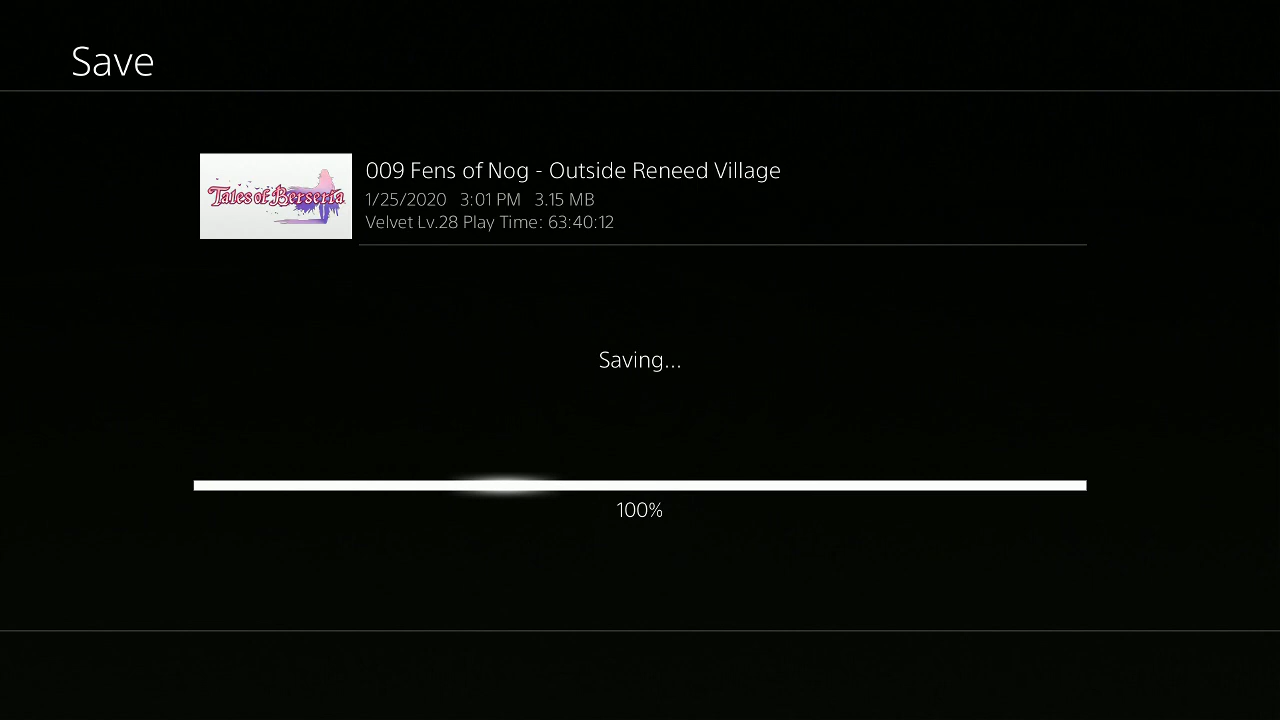 Save
Tales of Berseria
009 Fens of Nog - Outside Reneed Village
1/25/2020 3:01 PM 3.15 MB
Velvet Lv.28 Play Time: 63:40:12
Saving...
100%